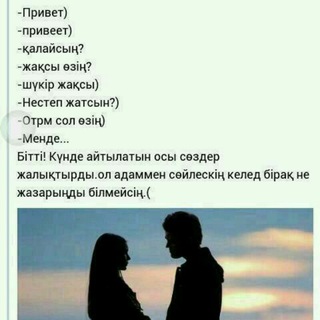 -Привет)
-привеет)
-қалайсың?
-жақсы өзің?
-шүкір жақсы)
-Нестеп жатсын?)
-Отрм сол өзің)
-Менде...
Бітті! Күнде айтылатын осы сөздер
жалықтырды.ол адаммен сөйлескің келед бірақ не
жазарыңды білмейсің.(